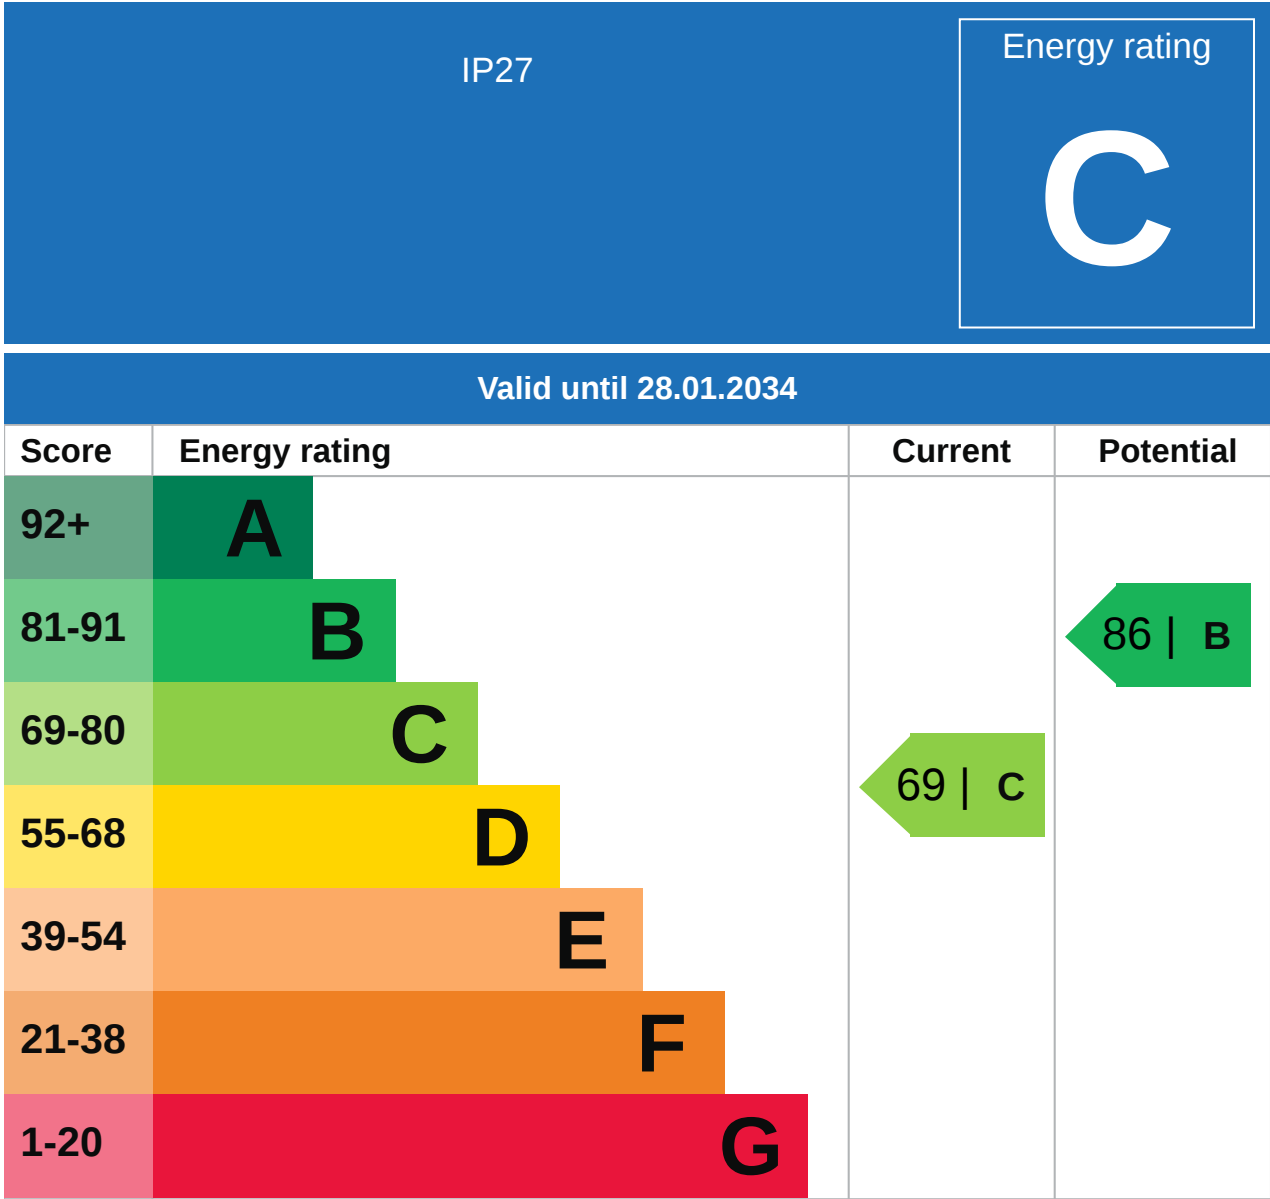 IP27
Energy rating
C
Valid until 28.01.2034
Score Energy rating Current Potential
92+ A
81-91 B 86 | B
69-80 C 69 | C
55-68 D
39-54 E
21-38 F
1-20 G